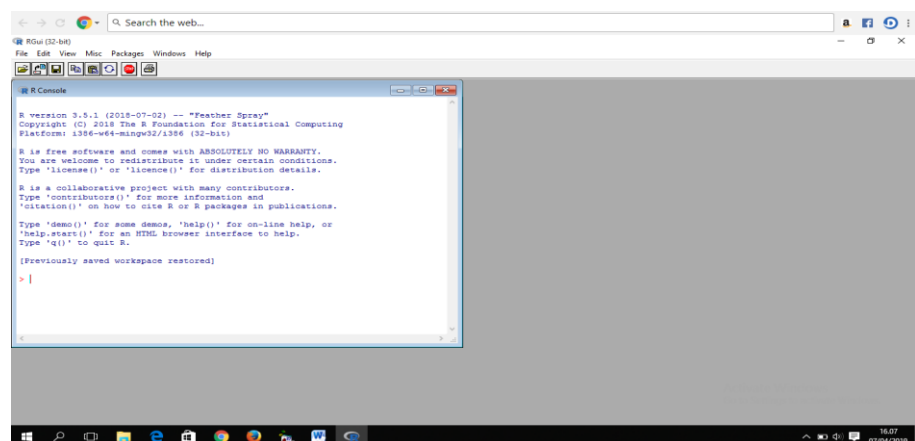 Search the web...
RGui (32-bit)
File Edit View Misc Packages Windows Help
R Console
R version 3.5.1 (2018-07-02) -- "Feather Spray"
Copyright (C) 2018 The R Foundation for Statistical Computing
Platform: i386-w64-mingw32/i386 (32-bit)
R is free software and comes with ABSOLUTELY NO WARRANTY.
You are welcome to redistribute it under certain conditions.
Type 'license()' or 'licence()' for distribution details.
R is a collaborative project with many contributors.
Type 'contributors()' for more information and
'citation()' on how to cite R or R packages in publications.
Type 'demo()' for some demos, 'help()' for on-line help, or
'help.start()' for an HTML browser interface to help.
Type 'q()' to quit R.
[Previously saved workspace restored]
>
16.07